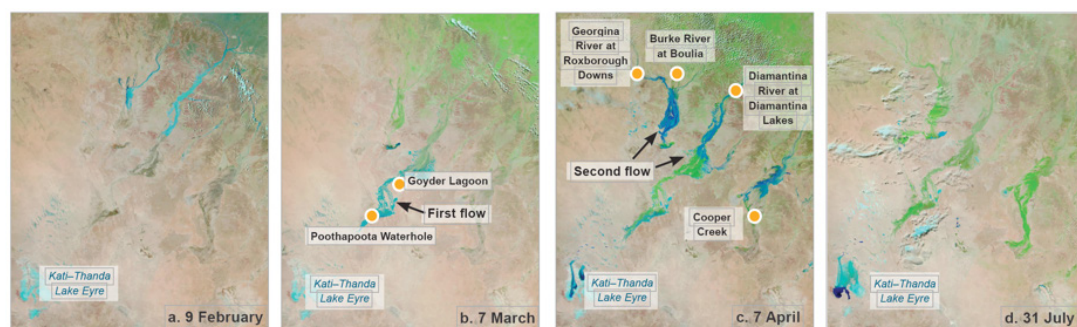 Kati–Thanda
Lake Eyre
a. 9 February
Goyder Lagoon
First flow
Poothapoota Waterhole
Kati–Thanda
Lake Eyre
b. 7 March
Georgina
River at
Roxborough
Downs
Burke River
at Boulia
Diamantina
River at
Diamantina
Lakes
Second flow
Cooper
Creek
Kati–Thanda
Lake Eyre
c. 7 April
Kati–Thanda
Lake Eyre
d. 31 July